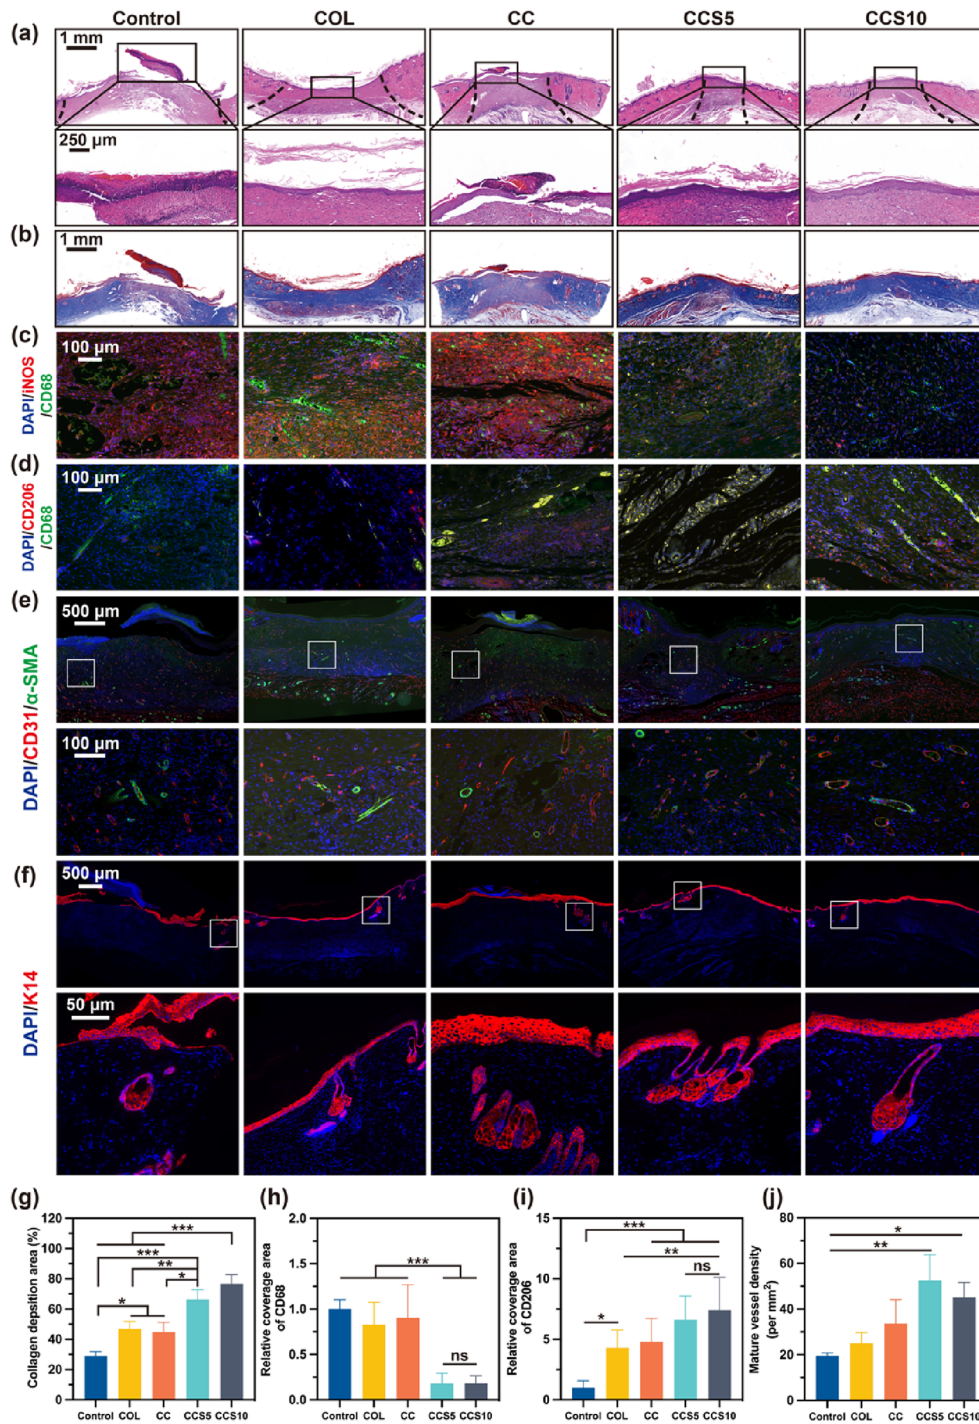 Control COL CC CCS5 CCS10
(a)
1 mm
250 μm
(b)
1 mm
(c)
DAPI/iNOS
/CD68
100 μm
(d)
DAPI/CD206
/CD68
100 μm
(e)
DAPI/CD31/α-SMA
500 μm
100 μm
(f)
DAPI/K14
500 μm
50 μm
(g)
Collagen depsition area (%)
120
100
80
60
40
20
0
***
***
**
*
*
Control COL CC CCS5 CCS10
(h)
Relative coverage area
of CD68
2.0
1.5
1.0
0.5
0.0
***
ns
Control COL CC CCS5 CCS10
(i)
Relative coverage area
of CD206
15
10
5
0
***
**
ns
*
Control COL CC CCS5 CCS10
(j)
Mature vessel density
(per mm²)
80
60
40
20
0
*
**
Control COL CC CCS5 CCS10